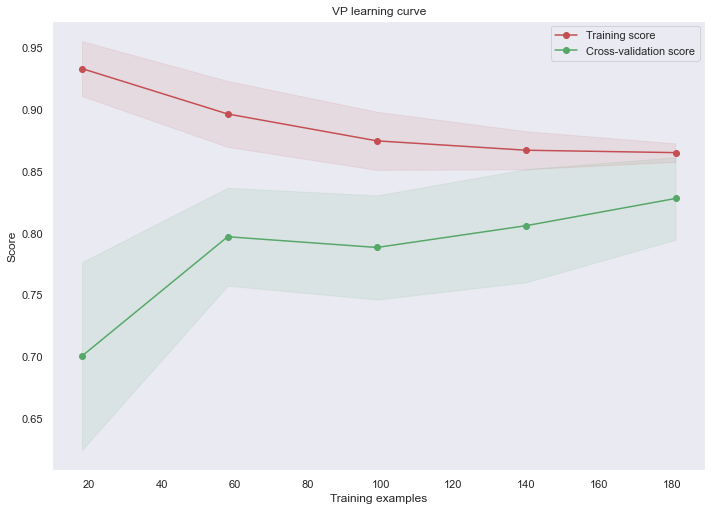 VP learning curve
Training score
Cross-validation score
0.95
0.90
0.85
0.80
0.75
0.70
0.65
Score
20 40 60 80 100 120 140 160 180
Training examples